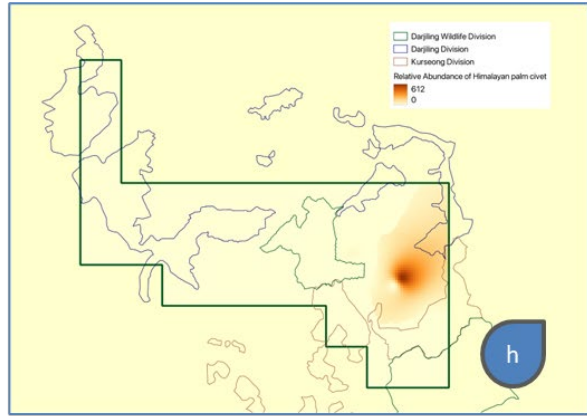 Darjiling Wildlife Division
Darjiling Division
Kurseong Division
Relative Abundance of Himalayan palm civet
612
0
h